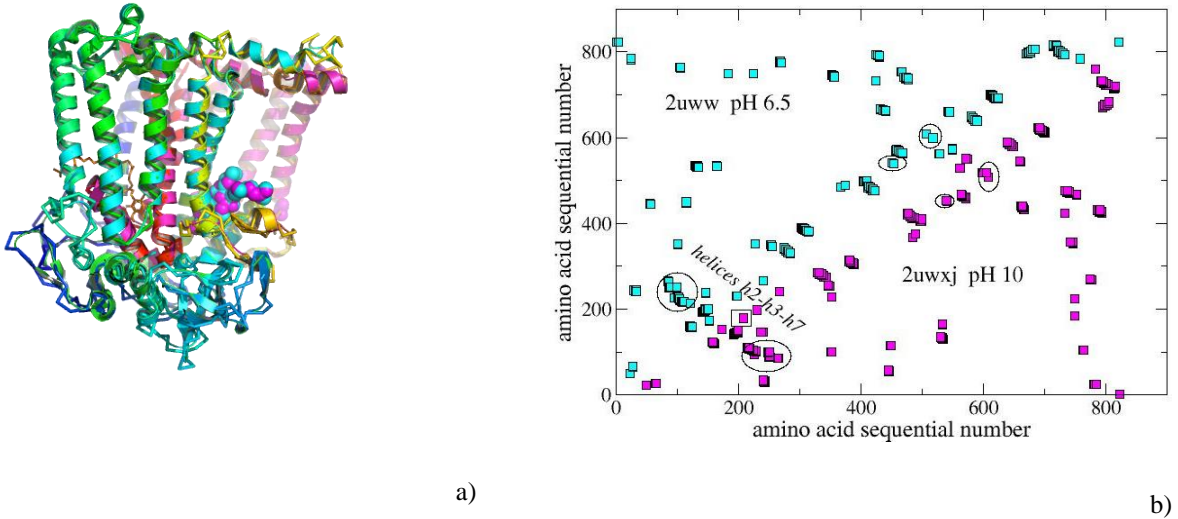 800
600
400
200
0
amino acid sequential number
2uww pH 6.5
helices h2-h3-h7
2uwxj pH 10
0 200 400 600 800
amino acid sequential number
a)
b)